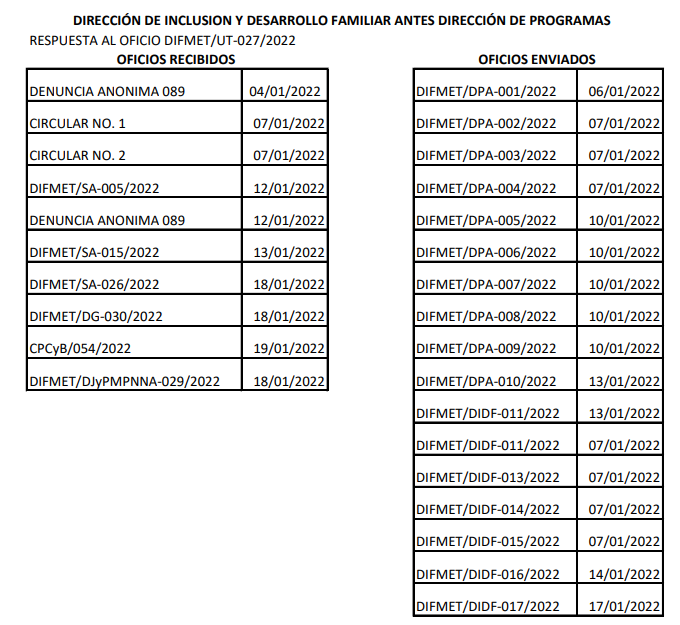 DIRECCIÓN DE INCLUSION Y DESARROLLO FAMILIAR ANTES DIRECCIÓN DE PROGRAMAS
RESPUESTA AL OFICIO DIFMET/UT-027/2022
OFICIOS RECIBIDOS
DENUNCIA ANONIMA 089 04/01/2022
CIRCULAR NO. 1 07/01/2022
CIRCULAR NO. 2 07/01/2022
DIFMET/SA-005/2022 12/01/2022
DENUNCIA ANONIMA 089 12/01/2022
DIFMET/SA-015/2022 13/01/2022
DIFMET/SA-026/2022 18/01/2022
DIFMET/DG-030/2022 18/01/2022
CPCyB/054/2022 19/01/2022
DIFMET/DJyPMPNNA-029/2022 18/01/2022
OFICIOS ENVIADOS
DIFMET/DPA-001/2022 06/01/2022
DIFMET/DPA-002/2022 07/01/2022
DIFMET/DPA-003/2022 07/01/2022
DIFMET/DPA-004/2022 07/01/2022
DIFMET/DPA-005/2022 10/01/2022
DIFMET/DPA-006/2022 10/01/2022
DIFMET/DPA-007/2022 10/01/2022
DIFMET/DPA-008/2022 10/01/2022
DIFMET/DPA-009/2022 10/01/2022
DIFMET/DPA-010/2022 13/01/2022
DIFMET/DIDF-011/2022 13/01/2022
DIFMET/DIDF-011/2022 07/01/2022
DIFMET/DIDF-013/2022 07/01/2022
DIFMET/DIDF-014/2022 07/01/2022
DIFMET/DIDF-015/2022 07/01/2022
DIFMET/DIDF-016/2022 14/01/2022
DIFMET/DIDF-017/2022 17/01/2022